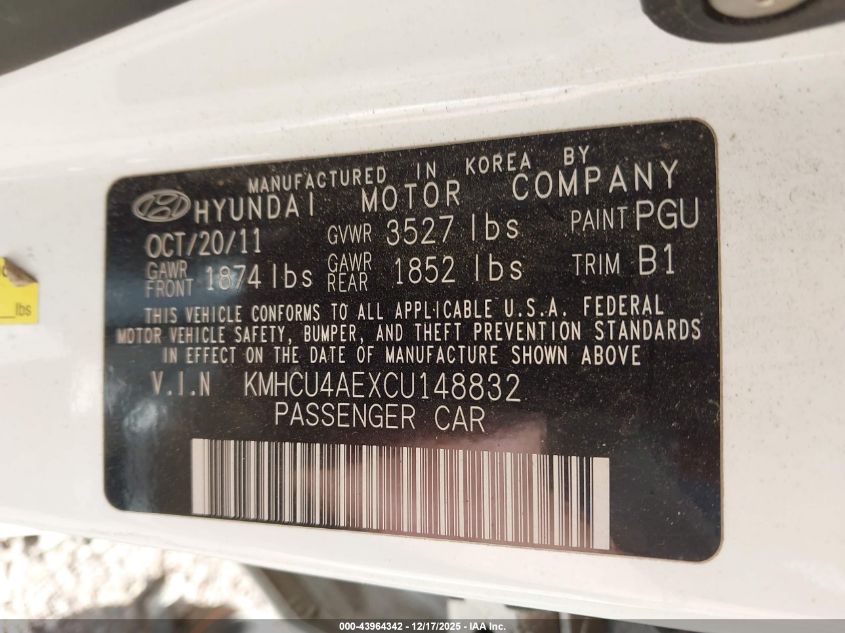 MANUFACTURED IN KOREA BY
HYUNDAI MOTOR COMPANY
OCT/20/11 GVWR 3527 lbs PAINT PGU
GAWR FRONT 1874 lbs GAWR REAR 1852 lbs TRIM B1
THIS VEHICLE CONFORMS TO ALL APPLICABLE U.S.A. FEDERAL
MOTOR VEHICLE SAFETY, BUMPER, AND THEFT PREVENTION STANDARDS
IN EFFECT ON THE DATE OF MANUFACTURE SHOWN ABOVE
V.I.N KMHCU4AEXCU148832
PASSENGER CAR
lbs
000-43964342 - 12/17/2025 - IAA Inc.